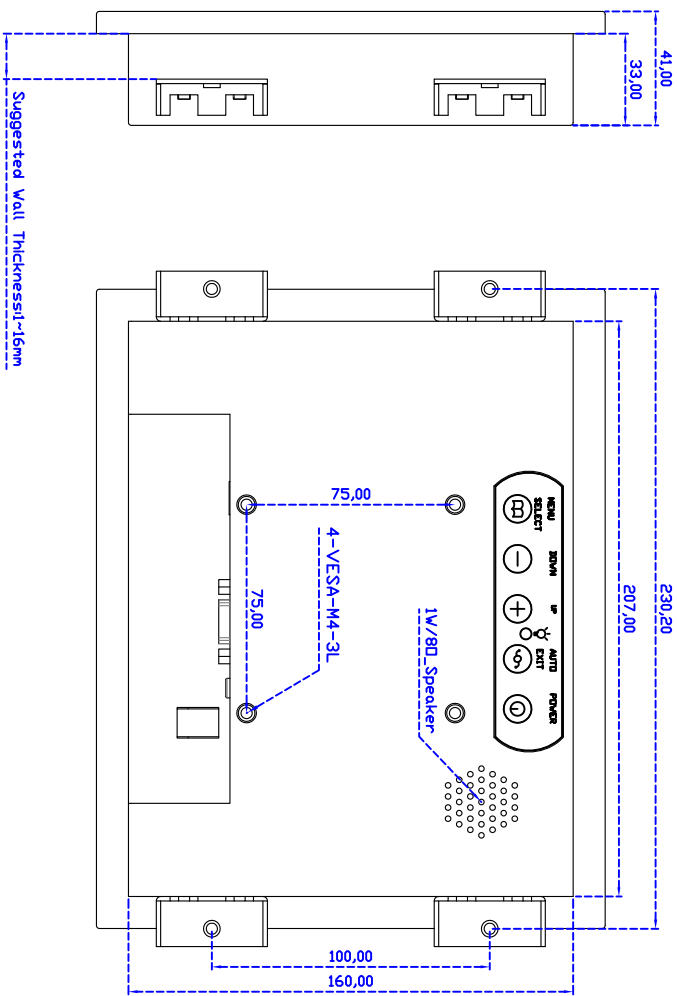 41,00
33,00
Suggested Wall Thickness:1~16mm
230,20
207,00
MENU
SELECT
DOWN
UP
AUTO
EXIT
POWER
75,00
75,00
4-VESA-M4-3L
1W/8Ω_Speaker
100,00
160,00